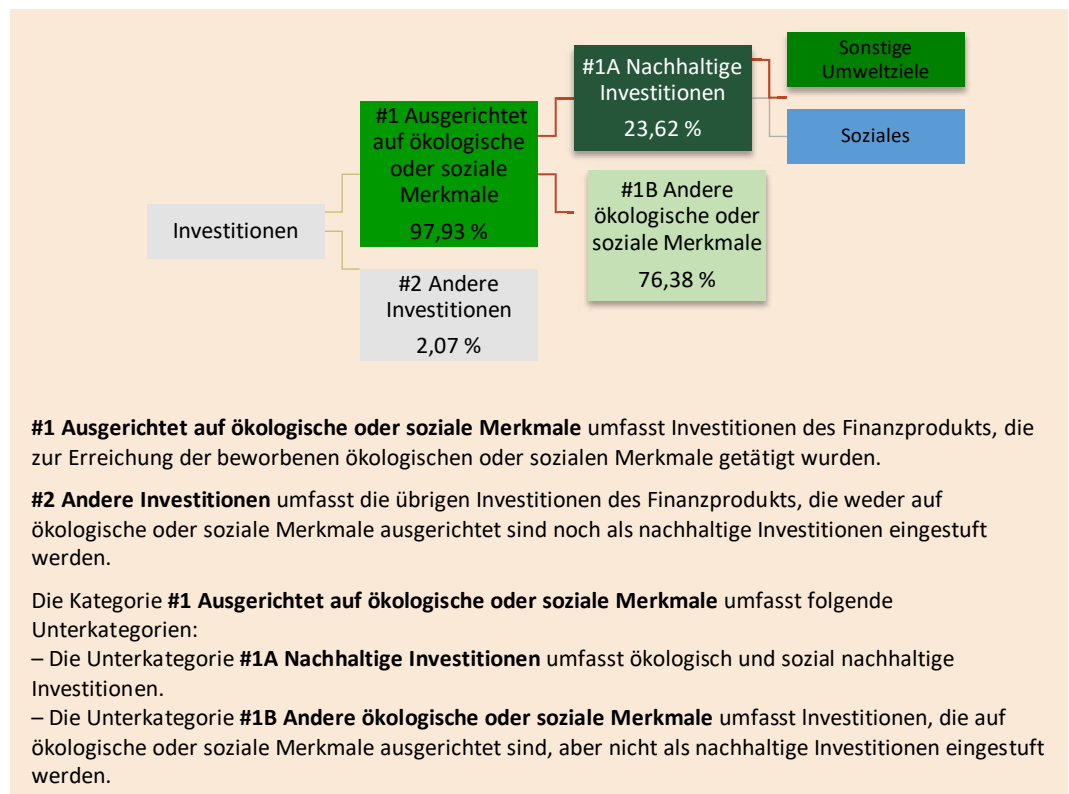 Investitionen
#1 Ausgerichtet
auf ökologische
oder soziale
Merkmale
97,93 %
#2 Andere
Investitionen
2,07 %
#1A Nachhaltige
Investitionen
23,62 %
#1B Andere
ökologische oder
soziale Merkmale
76,38 %
Sonstige
Umweltziele
Soziales
#1 Ausgerichtet auf ökologische oder soziale Merkmale umfasst Investitionen des Finanzprodukts, die
zur Erreichung der beworbenen ökologischen oder sozialen Merkmale getätigt wurden.
#2 Andere Investitionen umfasst die übrigen Investitionen des Finanzprodukts, die weder auf
ökologische oder soziale Merkmale ausgerichtet sind noch als nachhaltige Investitionen eingestuft
werden.
Die Kategorie #1 Ausgerichtet auf ökologische oder soziale Merkmale umfasst folgende
Unterkategorien:
– Die Unterkategorie #1A Nachhaltige Investitionen umfasst ökologisch und sozial nachhaltige
Investitionen.
– Die Unterkategorie #1B Andere ökologische oder soziale Merkmale umfasst Investitionen, die auf
ökologische oder soziale Merkmale ausgerichtet sind, aber nicht als nachhaltige Investitionen eingestuft
werden.